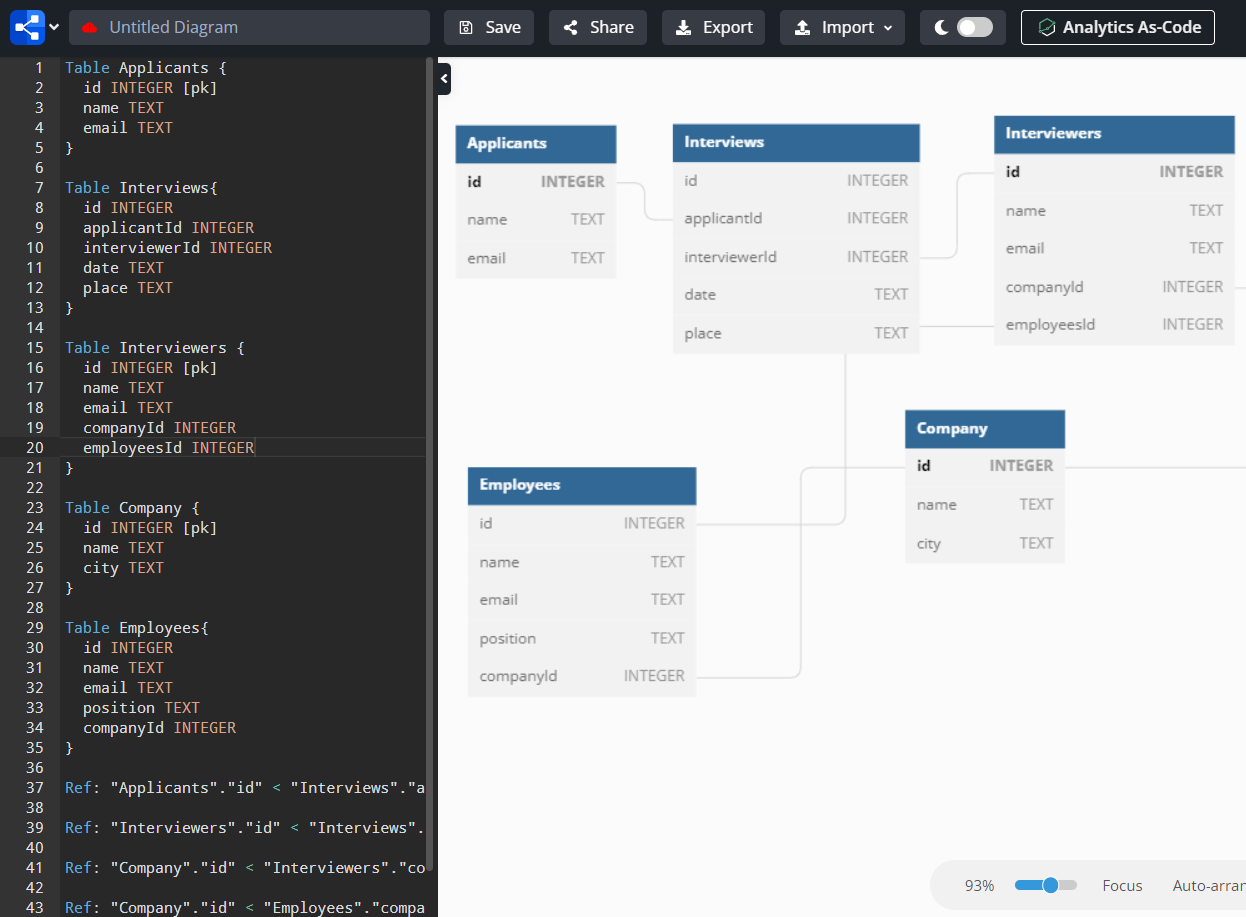 Untitled Diagram
Save
Share
Export
Import
Analytics As-Code
1 Table Applicants {
2 id INTEGER [pk]
3 name TEXT
4 email TEXT
5 }
6
7 Table Interviews{
8 id INTEGER
9 applicantId INTEGER
10 interviewerId INTEGER
11 date TEXT
12 place TEXT
13 }
14
15 Table Interviewers {
16 id INTEGER [pk]
17 name TEXT
18 email TEXT
19 companyId INTEGER
20 employeesId INTEGER
21 }
22
23 Table Company {
24 id INTEGER [pk]
25 name TEXT
26 city TEXT
27 }
28
29 Table Employees{
30 id INTEGER
31 name TEXT
32 email TEXT
33 position TEXT
34 companyId INTEGER
35 }
36
37 Ref: "Applicants"."id" < "Interviews"."a
38
39 Ref: "Interviewers"."id" < "Interviews".
40
41 Ref: "Company"."id" < "Interviewers"."co
42
43 Ref: "Company"."id" < "Employees"."compa
Applicants
id INTEGER
name TEXT
email TEXT
Interviews
id INTEGER
applicantId INTEGER
interviewerId INTEGER
date TEXT
place TEXT
Interviewers
id INTEGER
name TEXT
email TEXT
companyId INTEGER
employeesId INTEGER
Company
id INTEGER
name TEXT
city TEXT
Employees
id INTEGER
name TEXT
email TEXT
position TEXT
companyId INTEGER
93%
Focus
Auto-arran